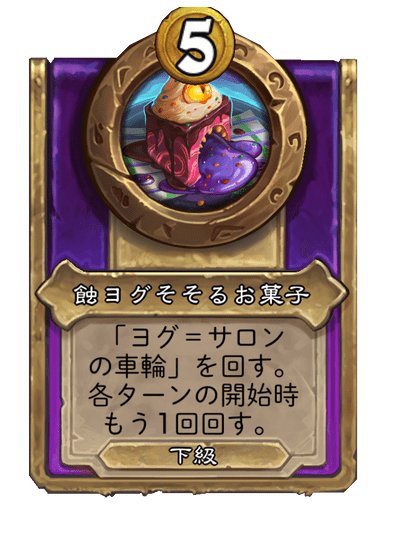 5
蝕ヨグそそるお菓子
「ヨグ=サロン
の車輪」を回す。
各ターンの開始時
もう1回回す。
下級